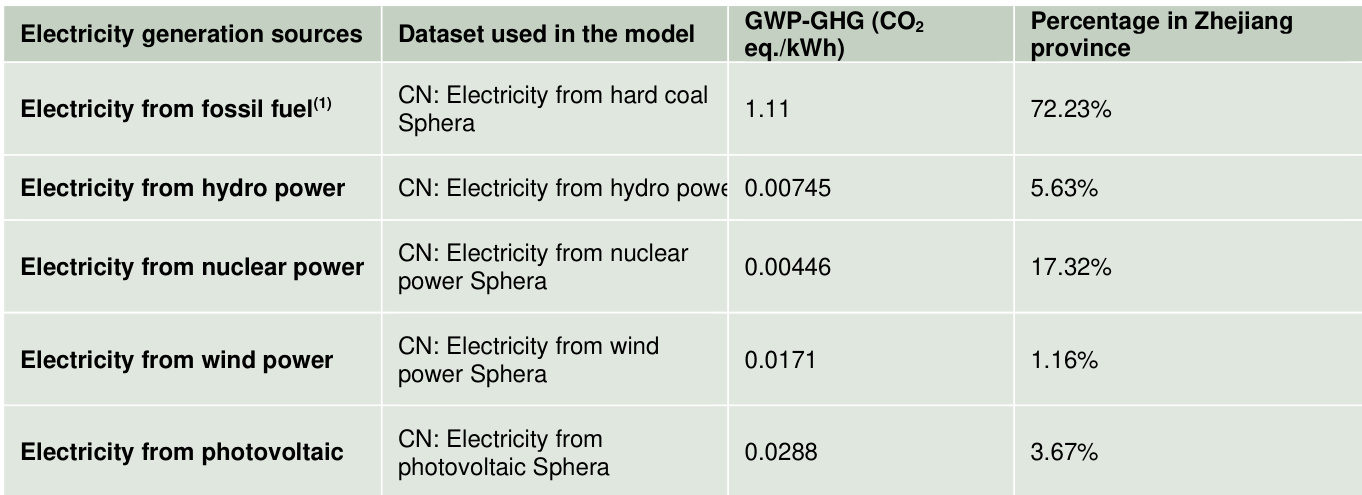 Electricity generation sources
Dataset used in the model
GWP-GHG (CO₂
eq./kWh)
Percentage in Zhejiang
province
Electricity from fossil fuel⁽¹⁾
CN: Electricity from hard coal
Sphera
1.11
72.23%
Electricity from hydro power
CN: Electricity from hydro powe
0.00745
5.63%
Electricity from nuclear power
CN: Electricity from nuclear
power Sphera
0.00446
17.32%
Electricity from wind power
CN: Electricity from wind
power Sphera
0.0171
1.16%
Electricity from photovoltaic
CN: Electricity from
photovoltaic Sphera
0.0288
3.67%